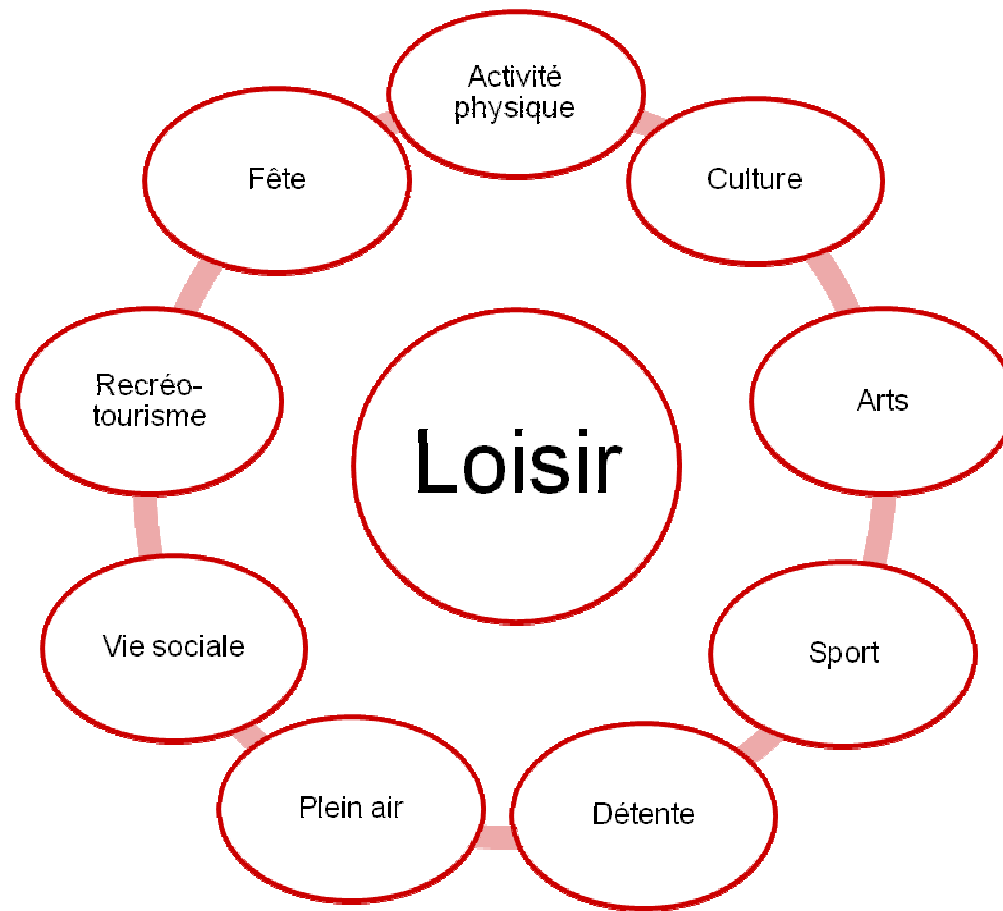 Activité
physique
Fête
Culture
Recréo-
tourisme
Arts
Loisir
Vie sociale
Sport
Plein air
Détente